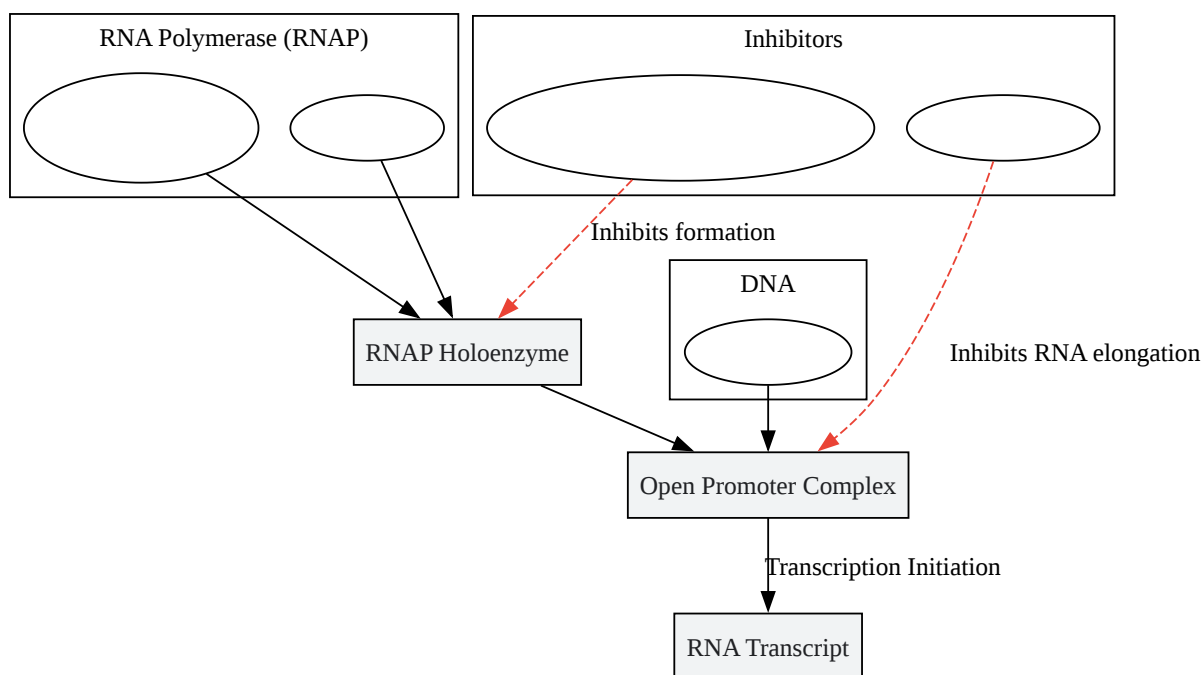 RNA Polymerase (RNAP)
Inhibitors
Inhibits formation
DNA
RNAP Holoenzyme
Inhibits RNA elongation
Open Promoter Complex
Transcription Initiation
RNA Transcript